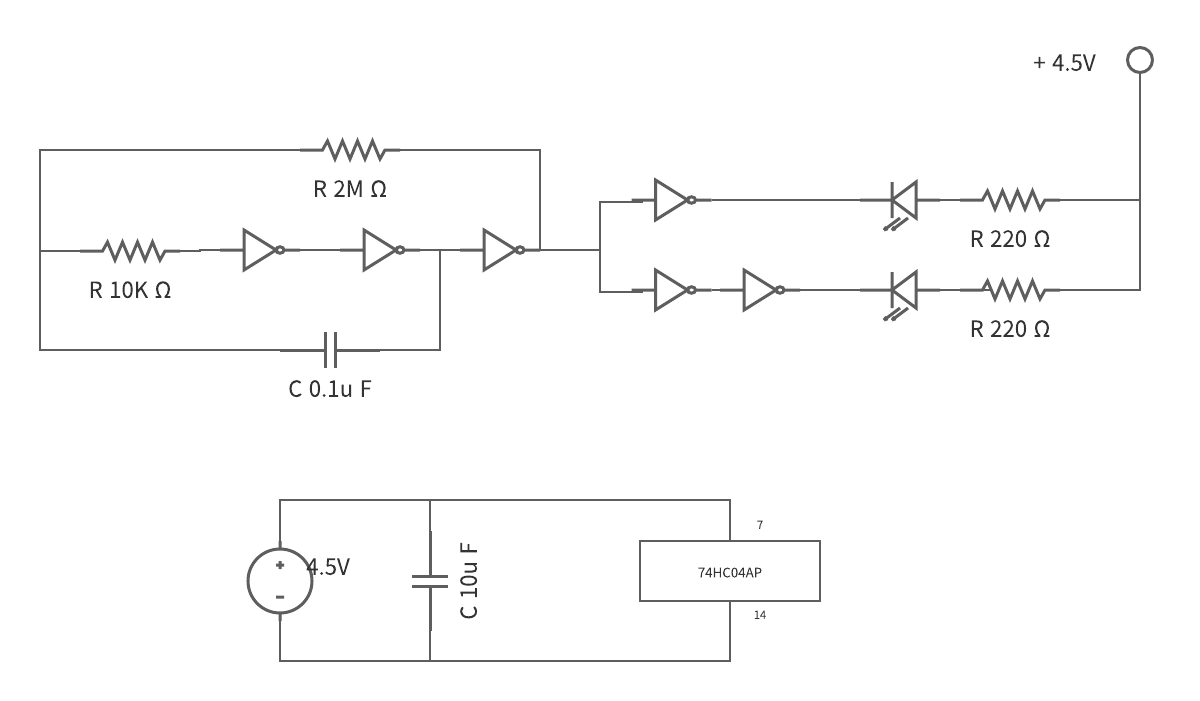 + 4.5V
R 2M Ω
R 10K Ω
R 220 Ω
R 220 Ω
C 0.1u F
4.5V
C 10u F
7
74HC04AP
14